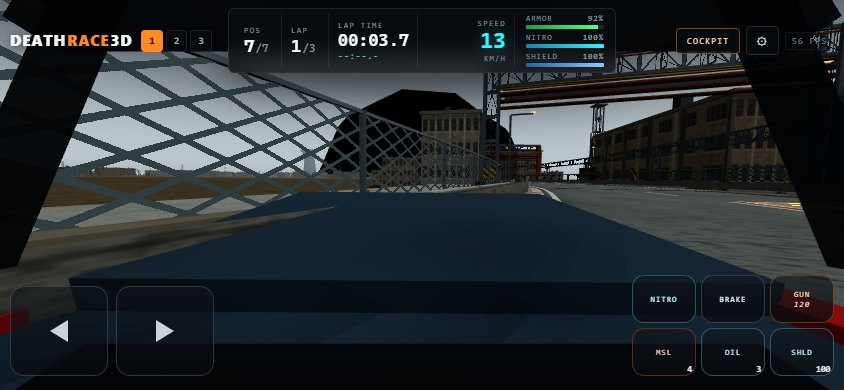 DEATHRACE3D
1 2 3
POS
7/7
LAP
1/3
LAP TIME
00:03.7
--:--.-
SPEED
13
KM/H
ARMOR 92%
NITRO 100%
SHIELD 100%
COCKPIT
56 FPS
NITRO
BRAKE
GUN
120
MSL
4
OIL
3
SHLD
100